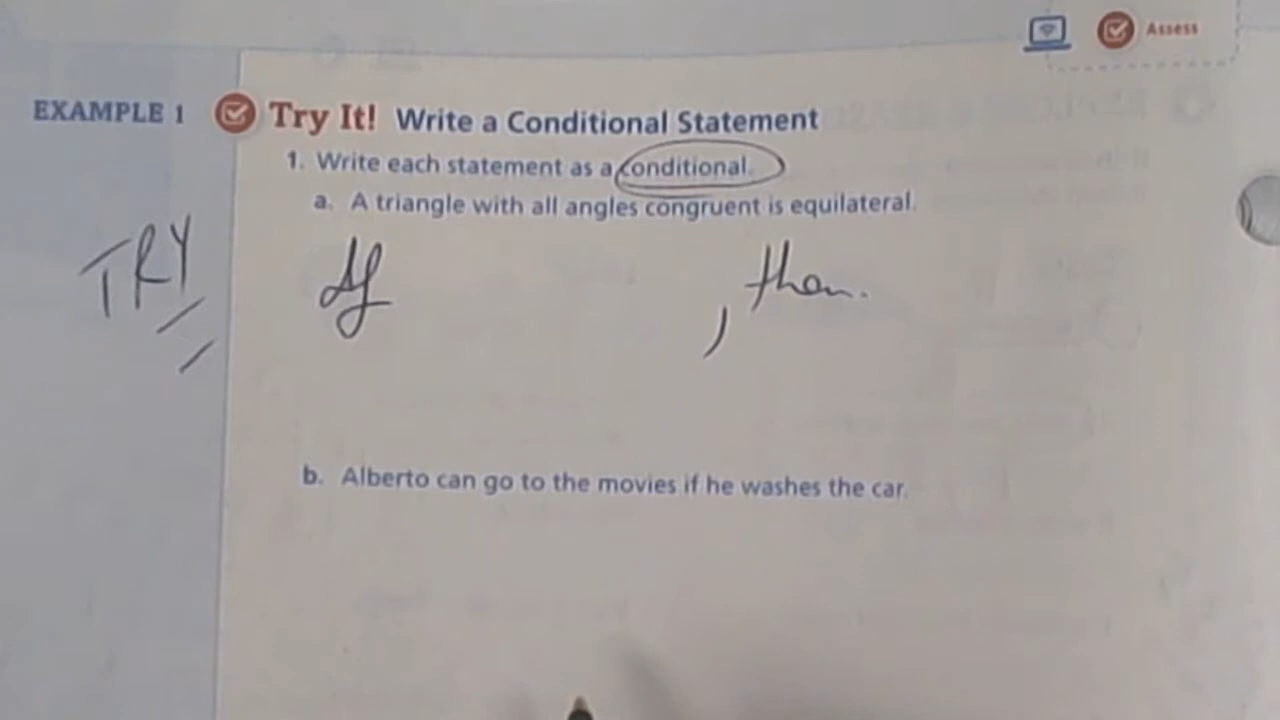 Assess
EXAMPLE 1 Try It! Write a Conditional Statement
1. Write each statement as a conditional.
a. A triangle with all angles congruent is equilateral.
TRY If , then.
b. Alberto can go to the movies if he washes the car.